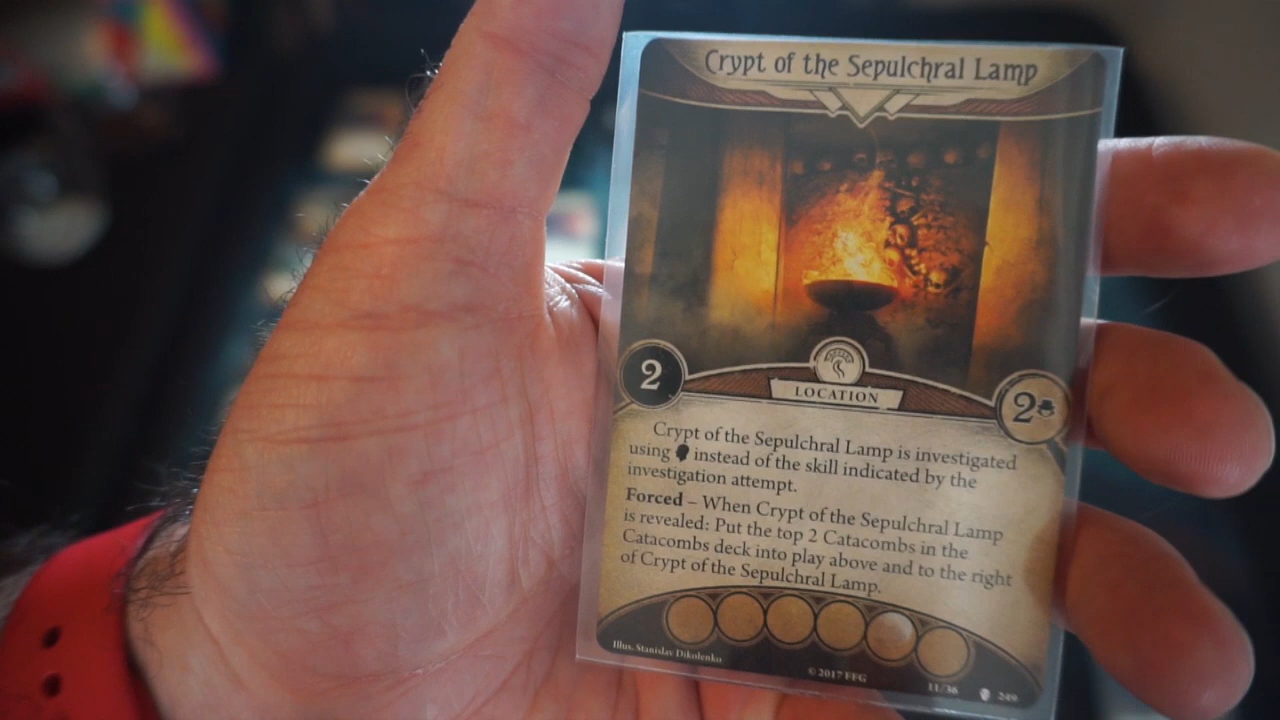 Crypt of the Sepulchral Lamp
2
LOCATION
2
Crypt of the Sepulchral Lamp is investigated
using instead of the skill indicated by the
investigation attempt.
Forced – When Crypt of the Sepulchral Lamp
is revealed: Put the top 2 Catacombs in the
Catacombs deck into play above and to the right
of Crypt of the Sepulchral Lamp.
Illus. Stanislav Dikolenko
© 2017 FFG
11/36
249